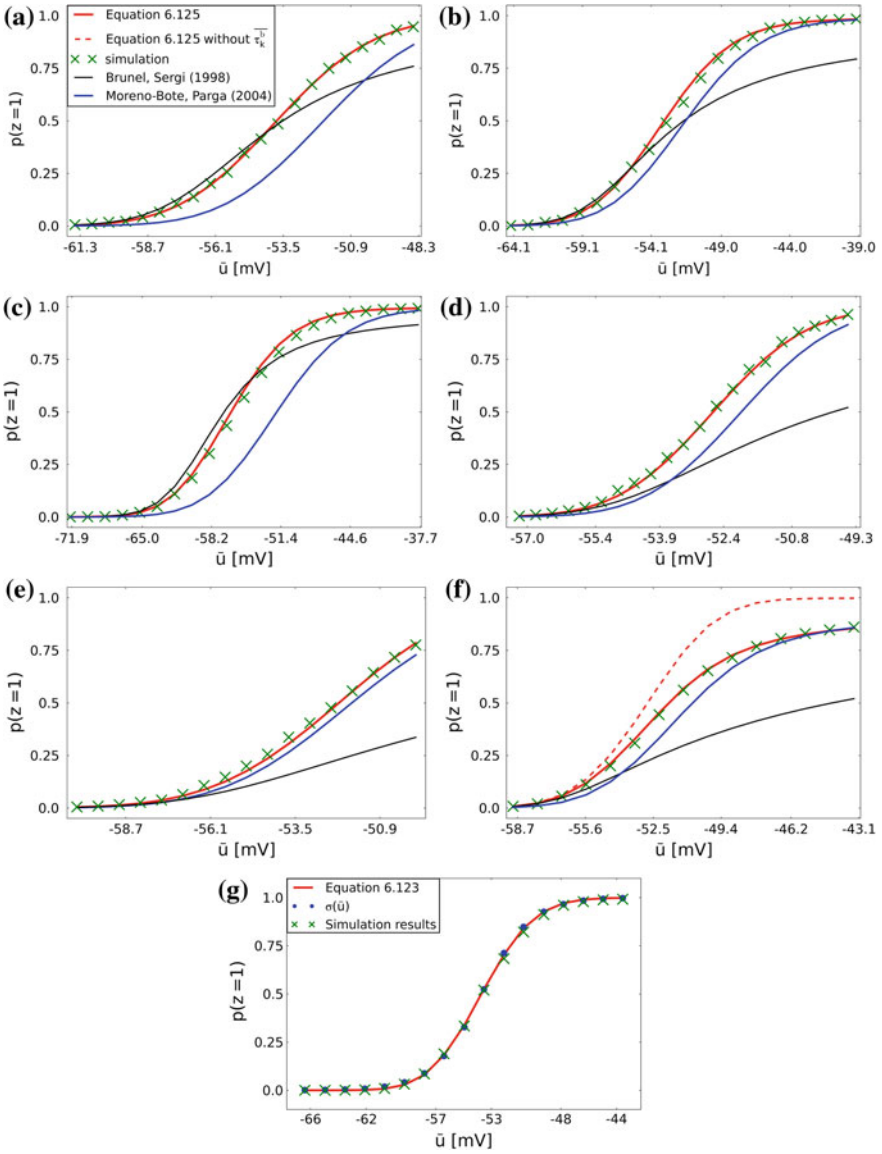 (a)
Equation 6.125
Equation 6.125 without τ_k^b
simulation
Brunel, Sergi (1998)
Moreno-Bote, Parga (2004)
1.0
0.75
0.5
0.25
0.0
p(z=1)
-61.3 -58.7 -56.1 -53.5 -50.9 -48.3
ū [mV]
(b)
1.0
0.75
0.5
0.25
0.0
p(z=1)
-64.1 -59.1 -54.1 -49.0 -44.0 -39.0
ū [mV]
(c)
1.0
0.75
0.5
0.25
0.0
p(z=1)
-71.9 -65.0 -58.2 -51.4 -44.6 -37.7
ū [mV]
(d)
1.0
0.75
0.5
0.25
0.0
p(z=1)
-57.0 -55.4 -53.9 -52.4 -50.8 -49.3
ū [mV]
(e)
1.0
0.75
0.5
0.25
0.0
p(z=1)
-58.7 -56.1 -53.5 -50.9
ū [mV]
(f)
1.0
0.75
0.5
0.25
0.0
p(z=1)
-58.7 -55.6 -52.5 -49.4 -46.2 -43.1
ū [mV]
(g)
Equation 6.123
σ(ū)
Simulation results
1.0
0.75
0.5
0.25
0.0
p(z=1)
-66 -62 -57 -53 -48 -44
ū [mV]